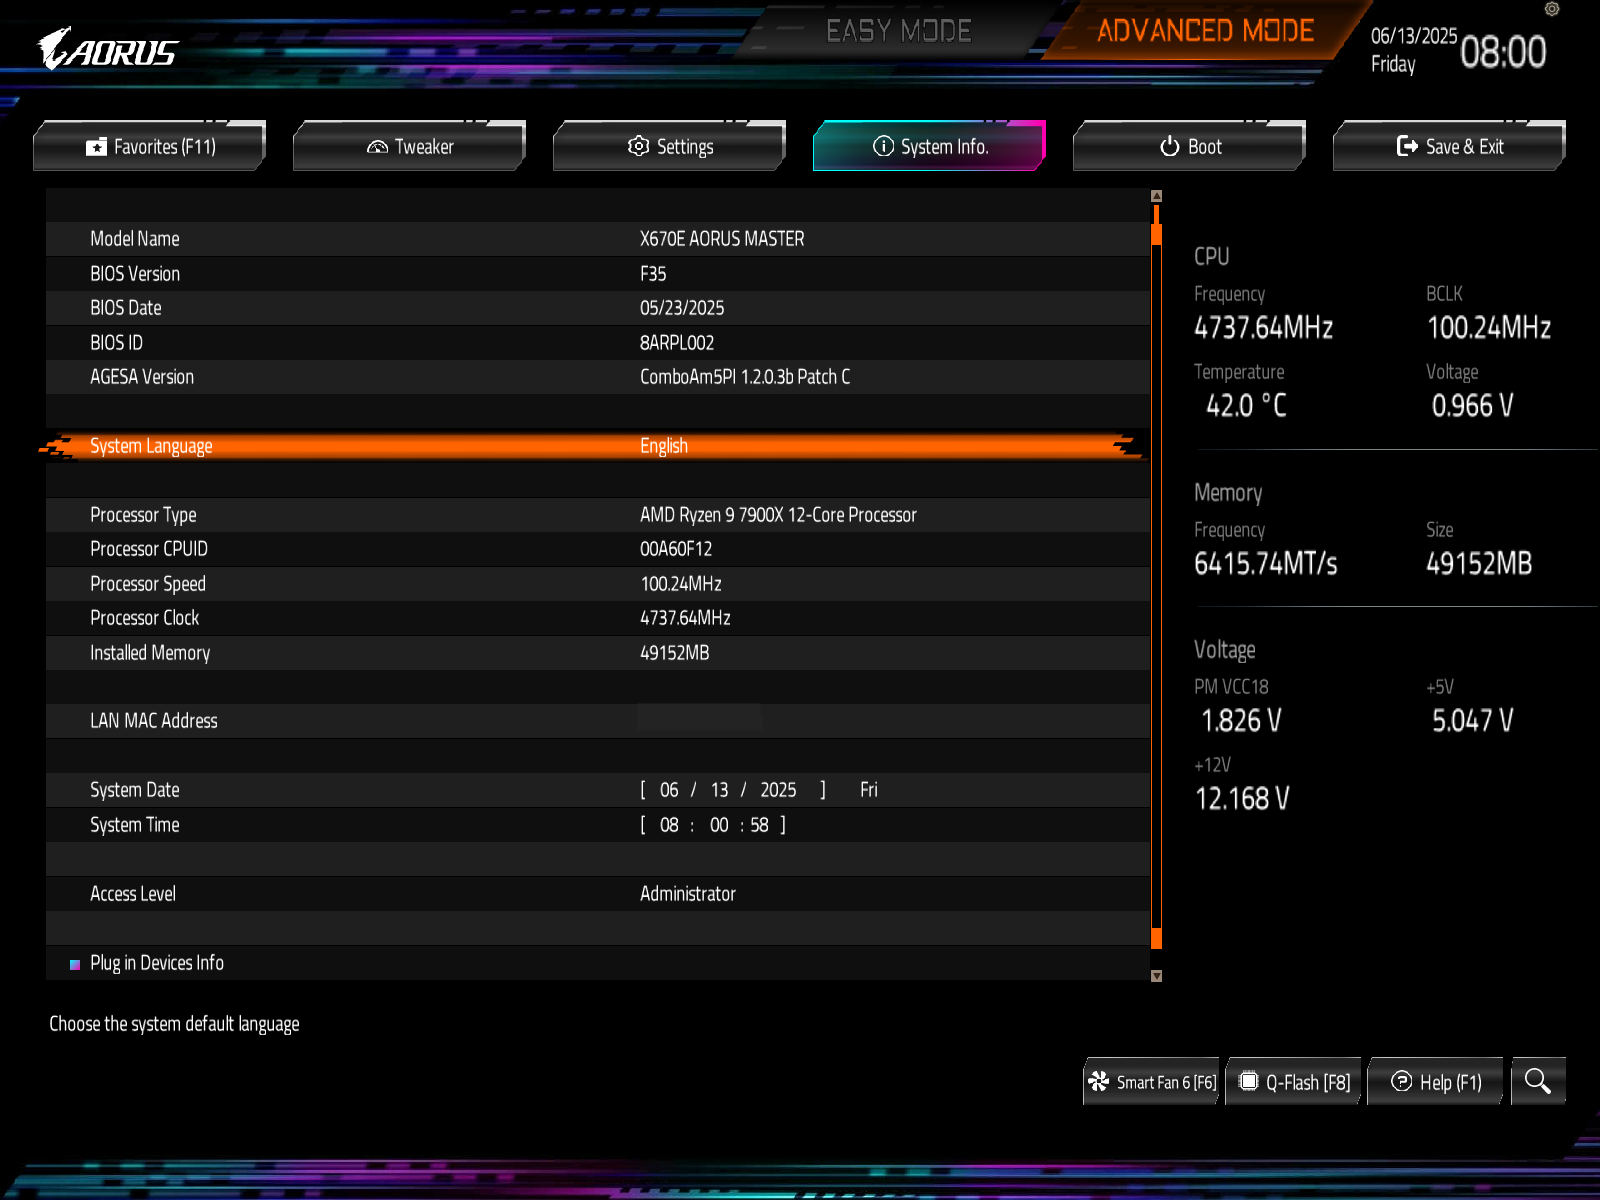 AORUS
EASY MODE
ADVANCED MODE
06/13/2025
Friday
08:00
Favorites (F11)
Tweaker
Settings
System Info.
Boot
Save & Exit
Model Name X670E AORUS MASTER
BIOS Version F35
BIOS Date 05/23/2025
BIOS ID 8ARPL002
AGESA Version ComboAm5PI 1.2.0.3b Patch C
System Language English
Processor Type AMD Ryzen 9 7900X 12-Core Processor
Processor CPUID 00A60F12
Processor Speed 100.24MHz
Processor Clock 4737.64MHz
Installed Memory 49152MB
LAN MAC Address
System Date [ 06 / 13 / 2025 ] Fri
System Time [ 08 : 00 : 58 ]
Access Level Administrator
Plug in Devices Info
CPU
Frequency BCLK
4737.64MHz 100.24MHz
Temperature Voltage
42.0 °C 0.966 V
Memory
Frequency Size
6415.74MT/s 49152MB
Voltage
PM VCC18 +5V
1.826 V 5.047 V
+12V
12.168 V
Choose the system default language
Smart Fan 6 [F6]
Q-Flash [F8]
Help (F1)